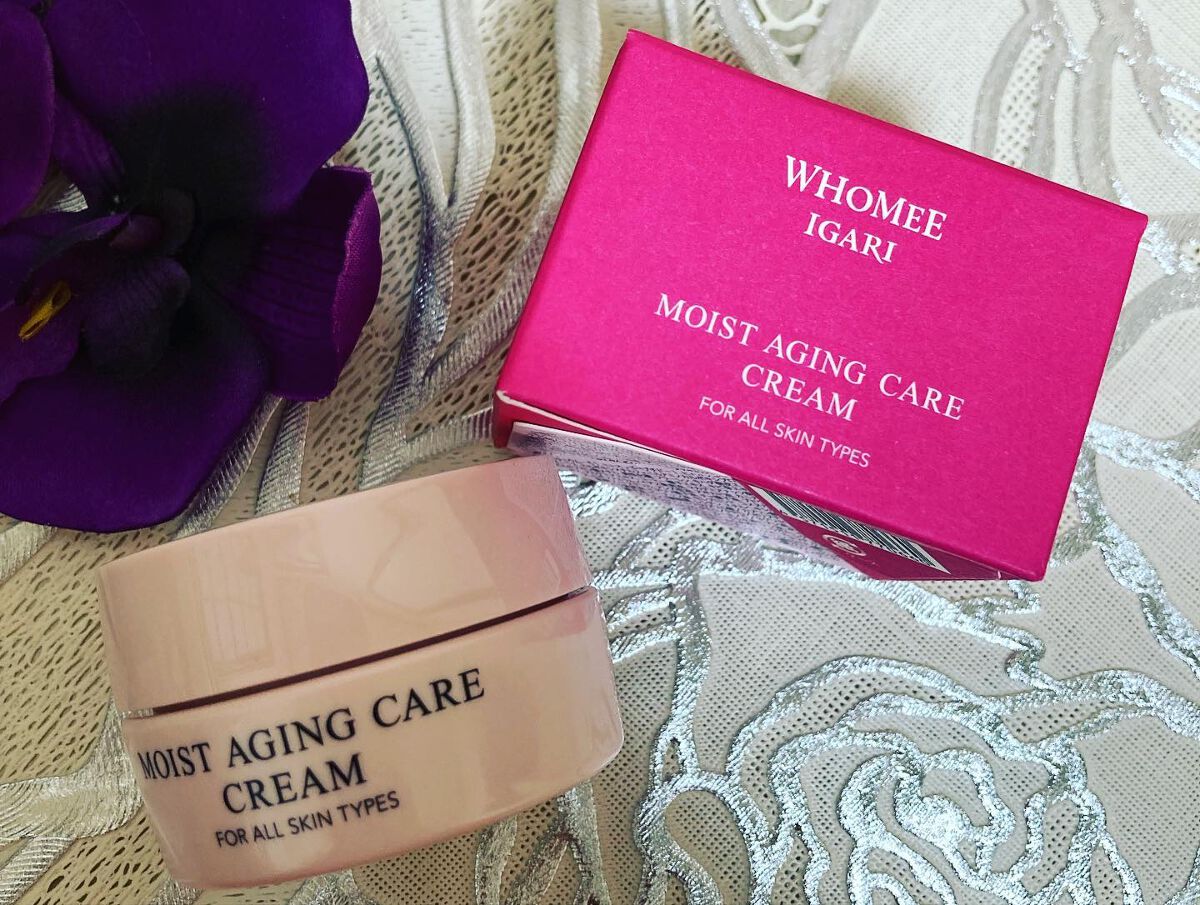 WHOMEE
IGARI
MOIST AGING CARE
CREAM
FOR ALL SKIN TYPES
MOIST AGING CARE
CREAM
FOR ALL SKIN TYPES